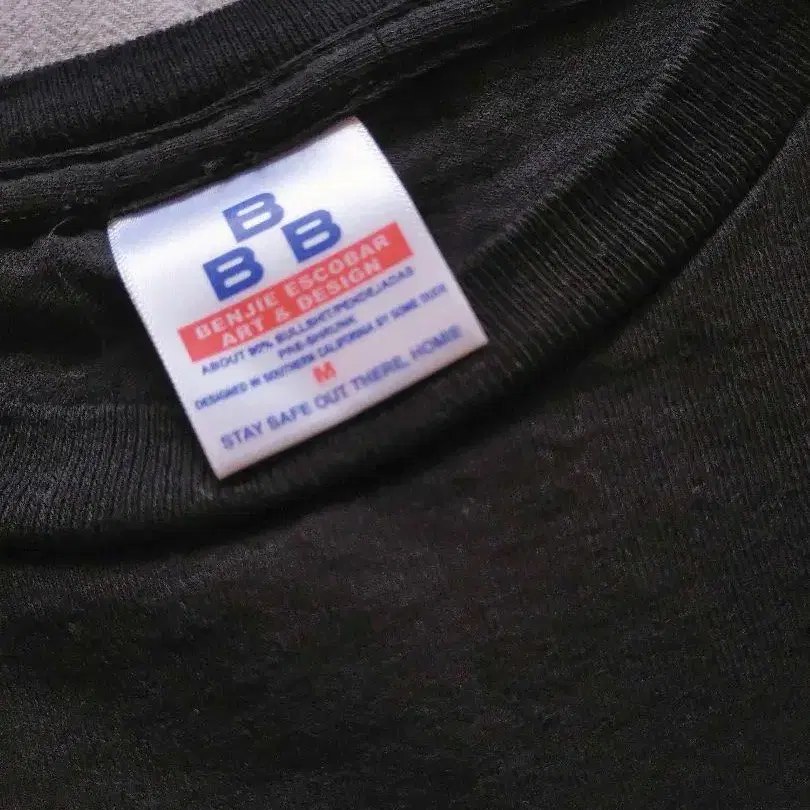 B
B B
BENJIE ESCOBAR
ART & DESIGN
ABOUT 90% BULLSHIT/PENDEJADAS
PRE-SHRUNK
DESIGNED IN SOUTHERN CALIFORNIA BY SOME DUDE
M
STAY SAFE OUT THERE, HOMIE